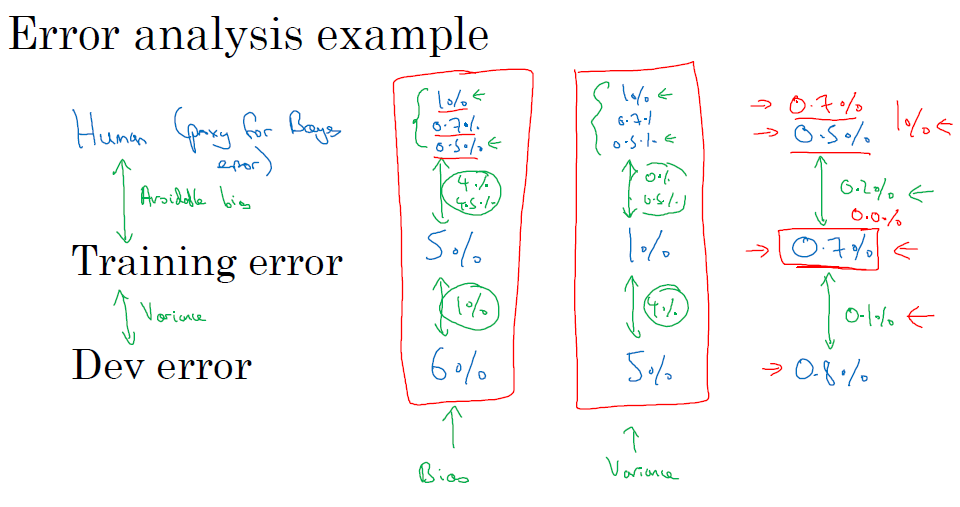 Error analysis example
Human (proxy for Bayes error)
1% 0.7% 0.5%
1% 0.7% 0.5%
0.7% 0.5% 1%
Avoidable bias
4% 4.5%
0% 0.5%
0.2% 0.0%
Training error
5%
1%
0.7%
Variance
1%
4%
0.1%
Dev error
6%
5%
0.8%
Bias
Variance